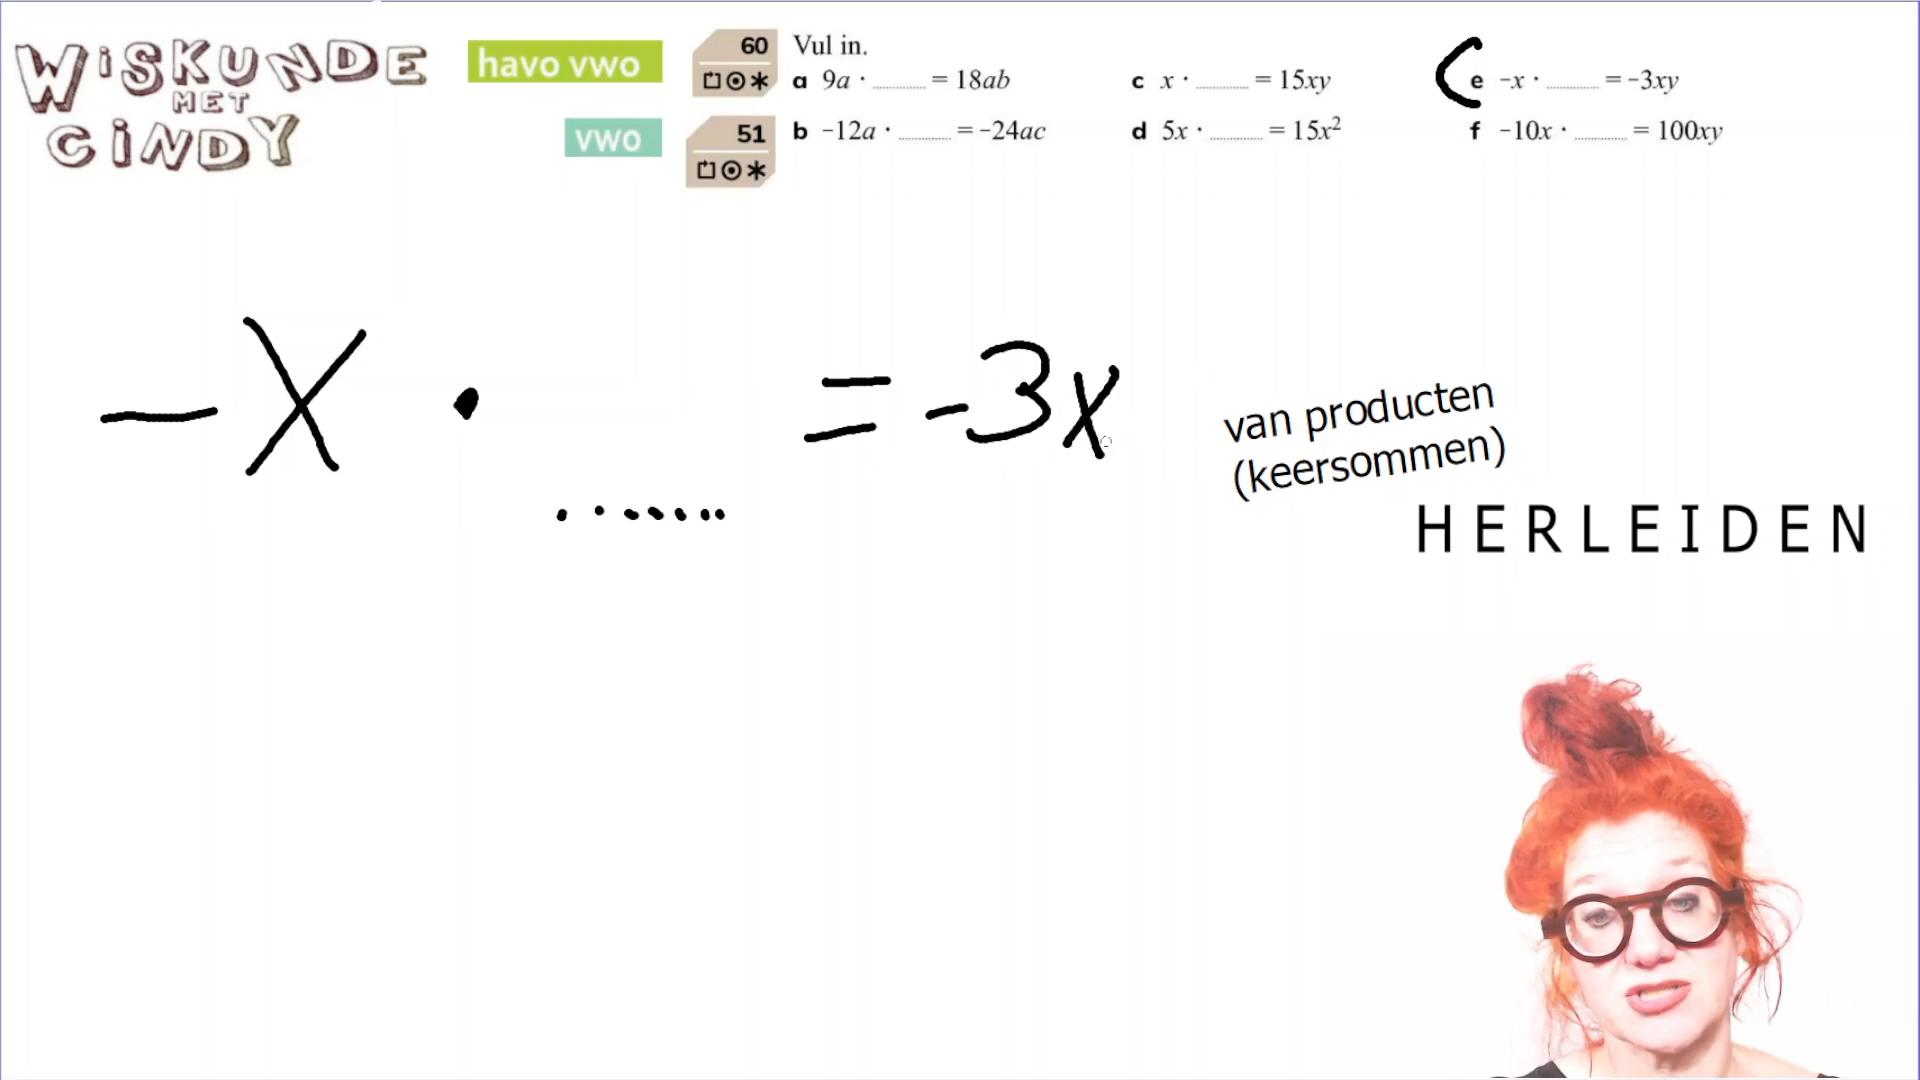 WiSKUNDE
MET
CiNDY
havo vwo
vwo
60
51
Vul in.
a 9a · ........ = 18ab
b –12a · ........ = –24ac
c x · ........ = 15xy
d 5x · ........ = 15x²
e –x · ........ = –3xy
f –10x · ........ = 100xy
–X · ........ = -3x
van producten
(keersommen)
HERLEIDEN